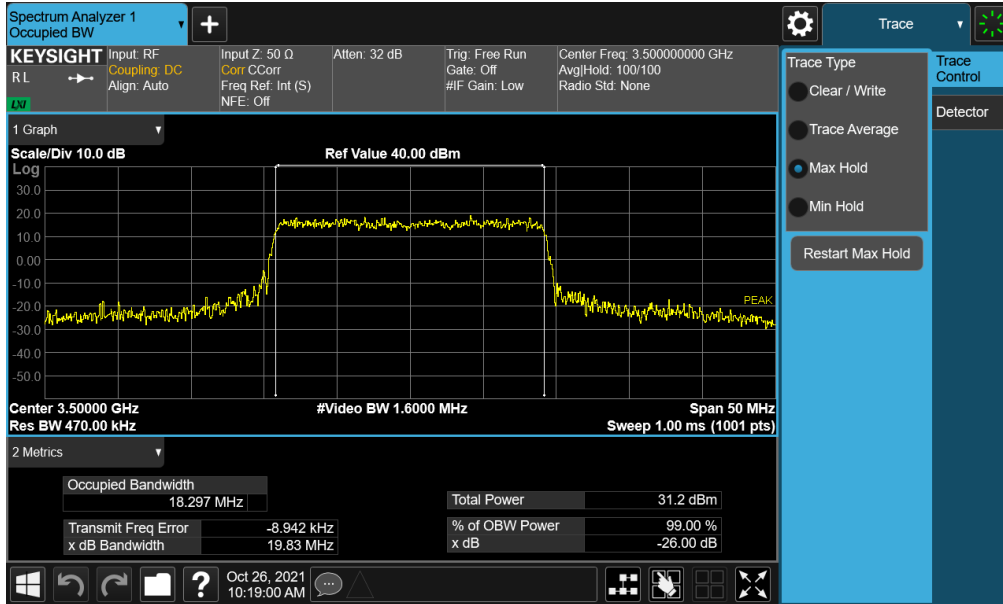 Spectrum Analyzer 1
Occupied BW
+
Trace
KEYSIGHT
RL
LXI
Input: RF
Coupling: DC
Align: Auto
Input Z: 50 Ω
Corr CCorr
Freq Ref: Int (S)
NFE: Off
Atten: 32 dB
Trig: Free Run
Gate: Off
#IF Gain: Low
Center Freq: 3.500000000 GHz
Avg|Hold: 100/100
Radio Std: None
1 Graph
Scale/Div 10.0 dB
Ref Value 40.00 dBm
Log
30.0
20.0
10.0
0.00
-10.0
-20.0
-30.0
-40.0
-50.0
PEAK
Center 3.50000 GHz
#Video BW 1.6000 MHz
Span 50 MHz
Res BW 470.00 kHz
Sweep 1.00 ms (1001 pts)
2 Metrics
Occupied Bandwidth
18.297 MHz
Transmit Freq Error -8.942 kHz
x dB Bandwidth 19.83 MHz
Total Power 31.2 dBm
% of OBW Power 99.00 %
x dB -26.00 dB
?
Oct 26, 2021
10:19:00 AM
Trace Type
Clear / Write
Trace Average
Max Hold
Min Hold
Restart Max Hold
Trace
Control
Detector